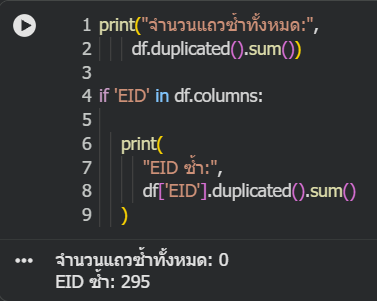 1 print("จำนวนแถวซ้ำทั้งหมด:",
2 df.duplicated().sum())
3
4 if 'EID' in df.columns:
5
6 print(
7 "EID ซ้ำ:",
8 df['EID'].duplicated().sum()
9 )
... จำนวนแถวซ้ำทั้งหมด: 0
EID ซ้ำ: 295